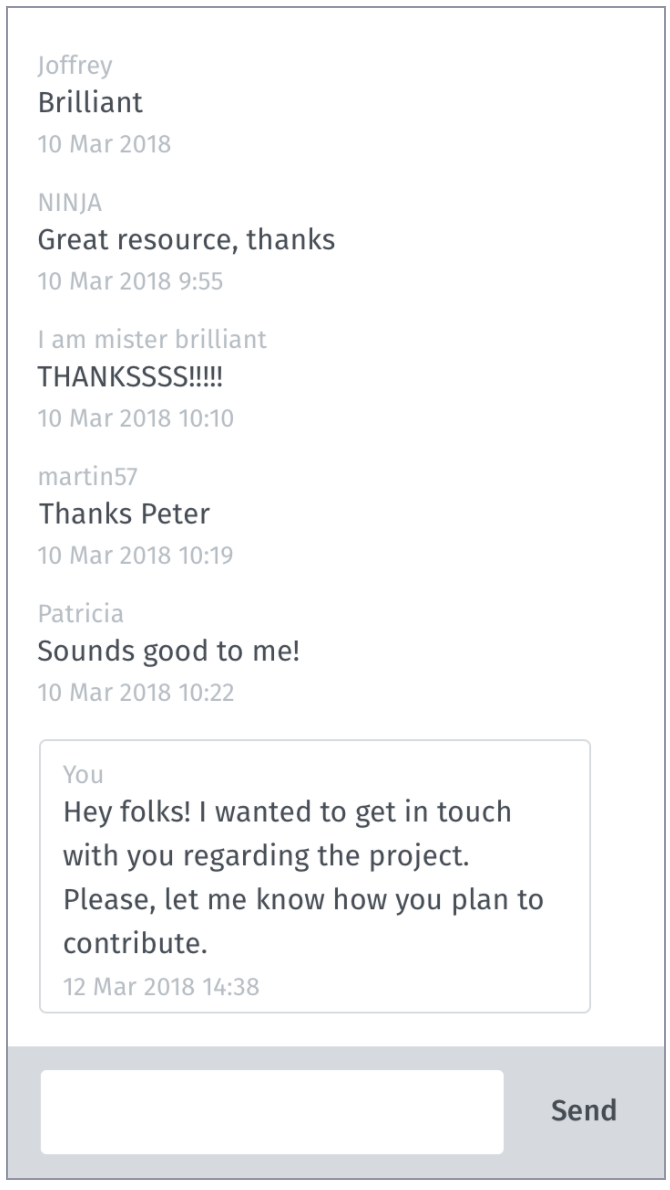 Joffrey
Brilliant
10 Mar 2018
NINJA
Great resource, thanks
10 Mar 2018 9:55
I am mister brilliant
THANKSSSS!!!!!
10 Mar 2018 10:10
martin57
Thanks Peter
10 Mar 2018 10:19
Patricia
Sounds good to me!
10 Mar 2018 10:22
You
Hey folks! I wanted to get in touch
with you regarding the project.
Please, let me know how you plan to
contribute.
12 Mar 2018 14:38
Send